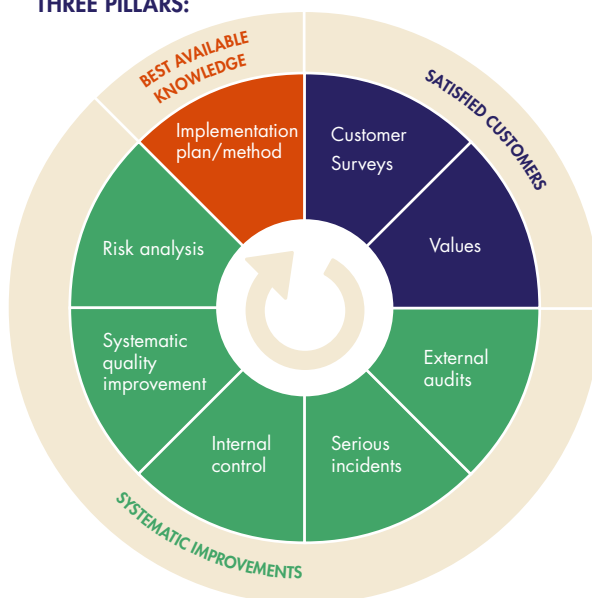 THREE PILLARS:
BEST AVAILABLE
KNOWLEDGE
SATISFIED CUSTOMERS
Implementation
plan/method
Customer
Surveys
Risk analysis
Values
Systematic
quality
improvement
External
audits
Internal
control
Serious
incidents
SYSTEMATIC IMPROVEMENTS